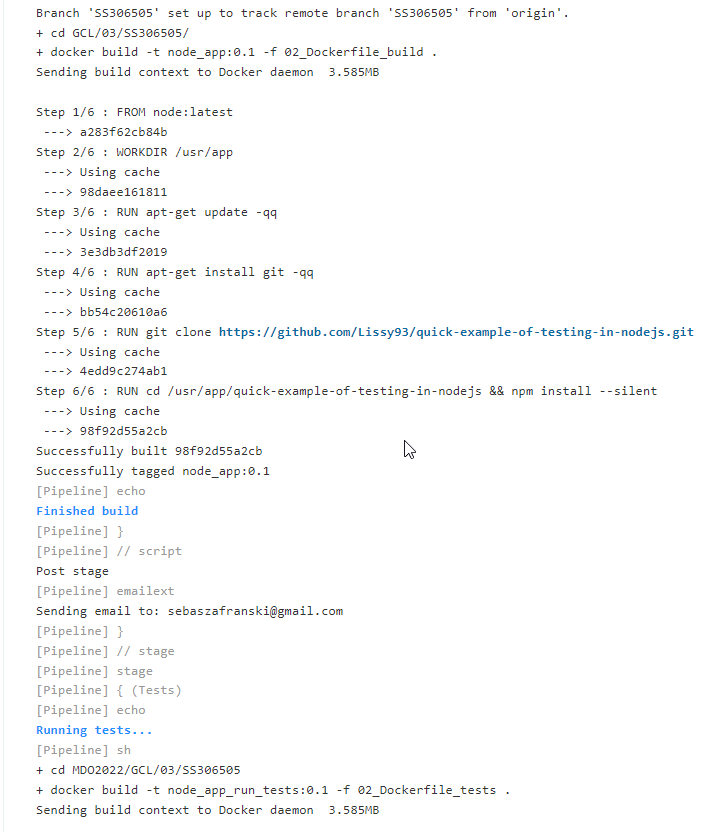 Branch 'SS306505' set up to track remote branch 'SS306505' from 'origin'.
+ cd GCL/03/SS306505/
+ docker build -t node_app:0.1 -f 02_Dockerfile_build .
Sending build context to Docker daemon  3.585MB
Step 1/6 : FROM node:latest
 ---> a283f62cb84b
Step 2/6 : WORKDIR /usr/app
 ---> Using cache
 ---> 98daee161811
Step 3/6 : RUN apt-get update -qq
 ---> Using cache
 ---> 3e3db3df2019
Step 4/6 : RUN apt-get install git -qq
 ---> Using cache
 ---> bb54c20610a6
Step 5/6 : RUN git clone https://github.com/Lissy93/quick-example-of-testing-in-nodejs.git
 ---> Using cache
 ---> 4edd9c274ab1
Step 6/6 : RUN cd /usr/app/quick-example-of-testing-in-nodejs && npm install --silent
 ---> Using cache
 ---> 98f92d55a2cb
Successfully built 98f92d55a2cb
Successfully tagged node_app:0.1
[Pipeline] echo
Finished build
[Pipeline] }
[Pipeline] // script
Post stage
[Pipeline] emailext
Sending email to: sebaszafranski@gmail.com
[Pipeline] }
[Pipeline] // stage
[Pipeline] stage
[Pipeline] { (Tests)
[Pipeline] echo
Running tests...
[Pipeline] sh
+ cd MDO2022/GCL/03/SS306505
+ docker build -t node_app_run_tests:0.1 -f 02_Dockerfile_tests .
Sending build context to Docker daemon  3.585MB